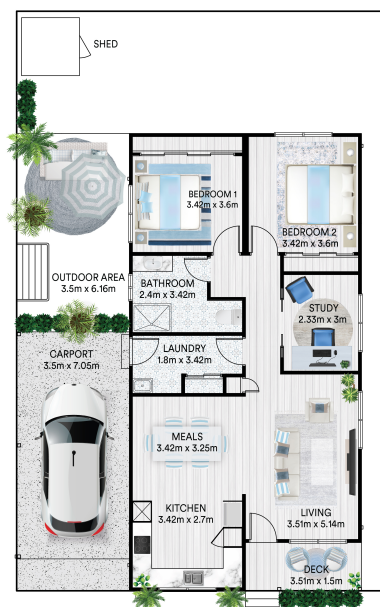 SHED
BEDROOM 1
3.42m x 3.6m
BEDROOM 2
3.42m x 3.6m
OUTDOOR AREA
3.5m x 6.16m
BATHROOM
2.4m x 3.42m
STUDY
2.33m x 3m
LAUNDRY
1.8m x 3.42m
CARPORT
3.5m x 7.05m
MEALS
3.42m x 3.25m
KITCHEN
3.42m x 2.7m
LIVING
3.51m x 5.14m
DECK
3.51m x 1.5m